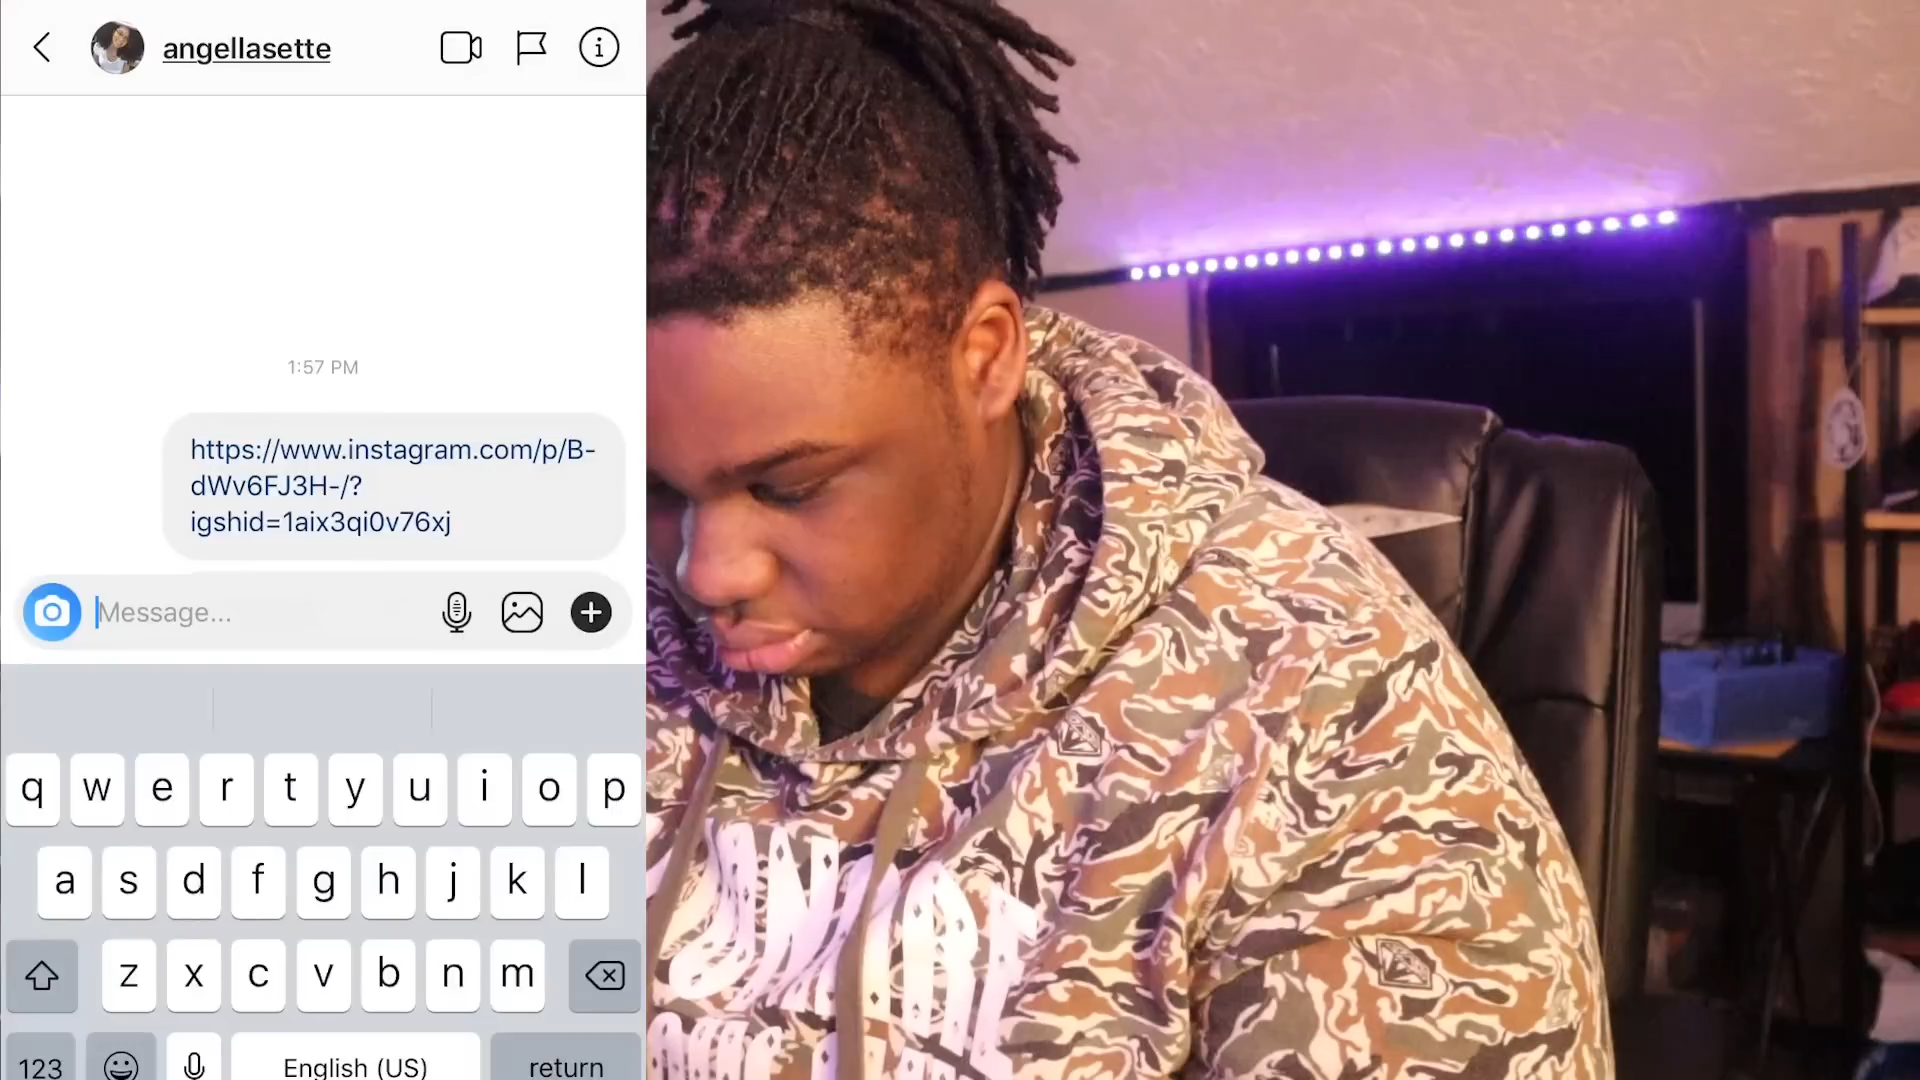 angellasette
1:57 PM
https://www.instagram.com/p/B-
dWv6FJ3H-/?
igshid=1aix3qi0v76xj
Message...
q w e r t y u i o p
a s d f g h j k l
z x c v b n m
123 English (US) return